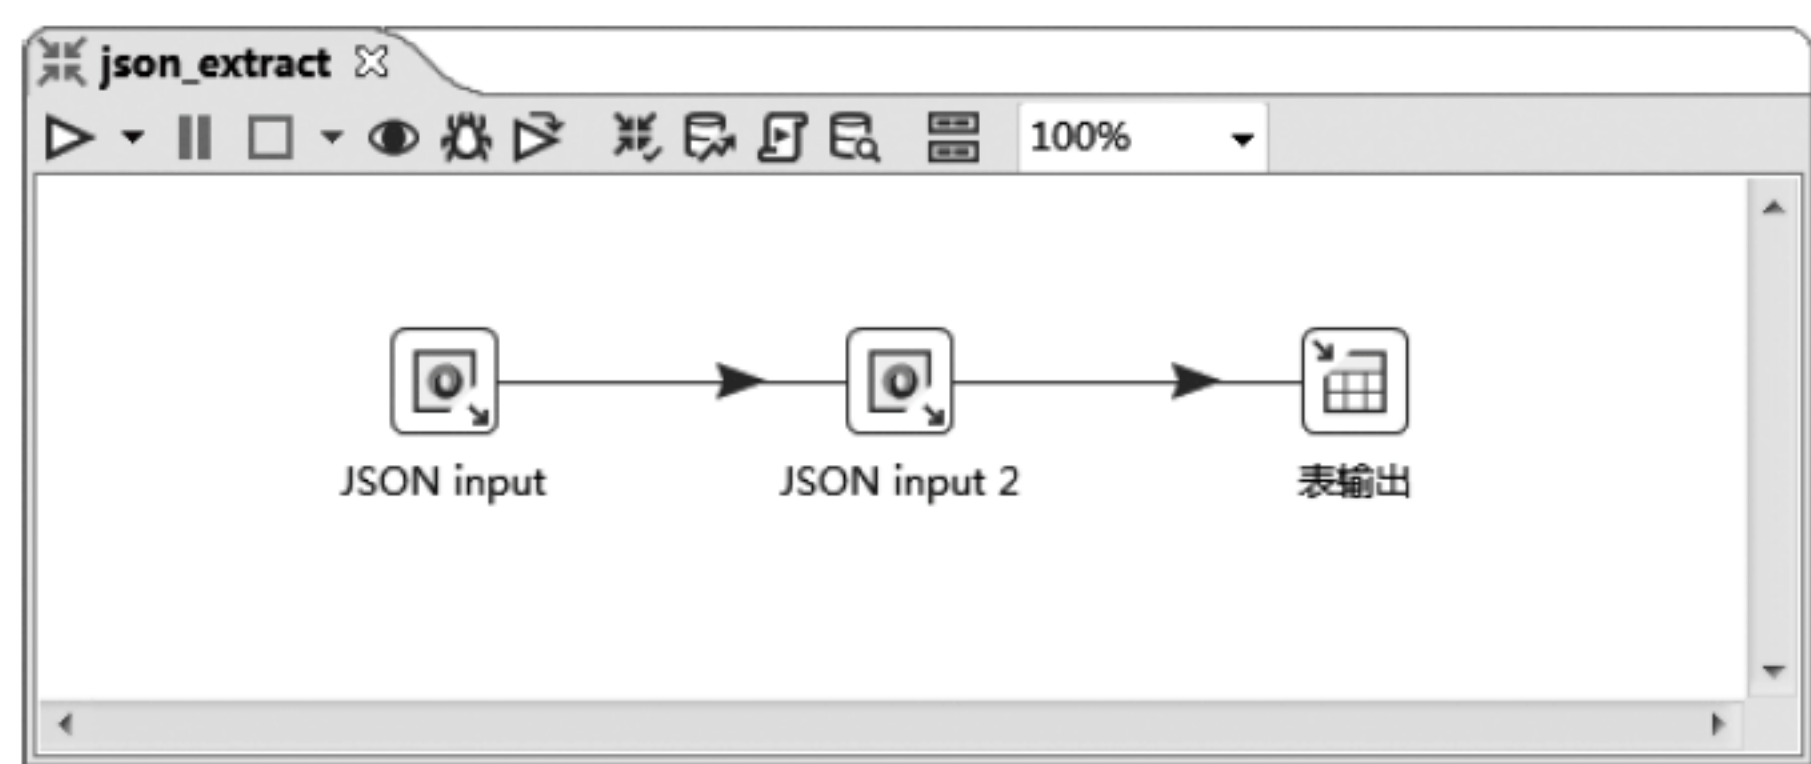 json_extract
100%
JSON input
JSON input 2
表输出